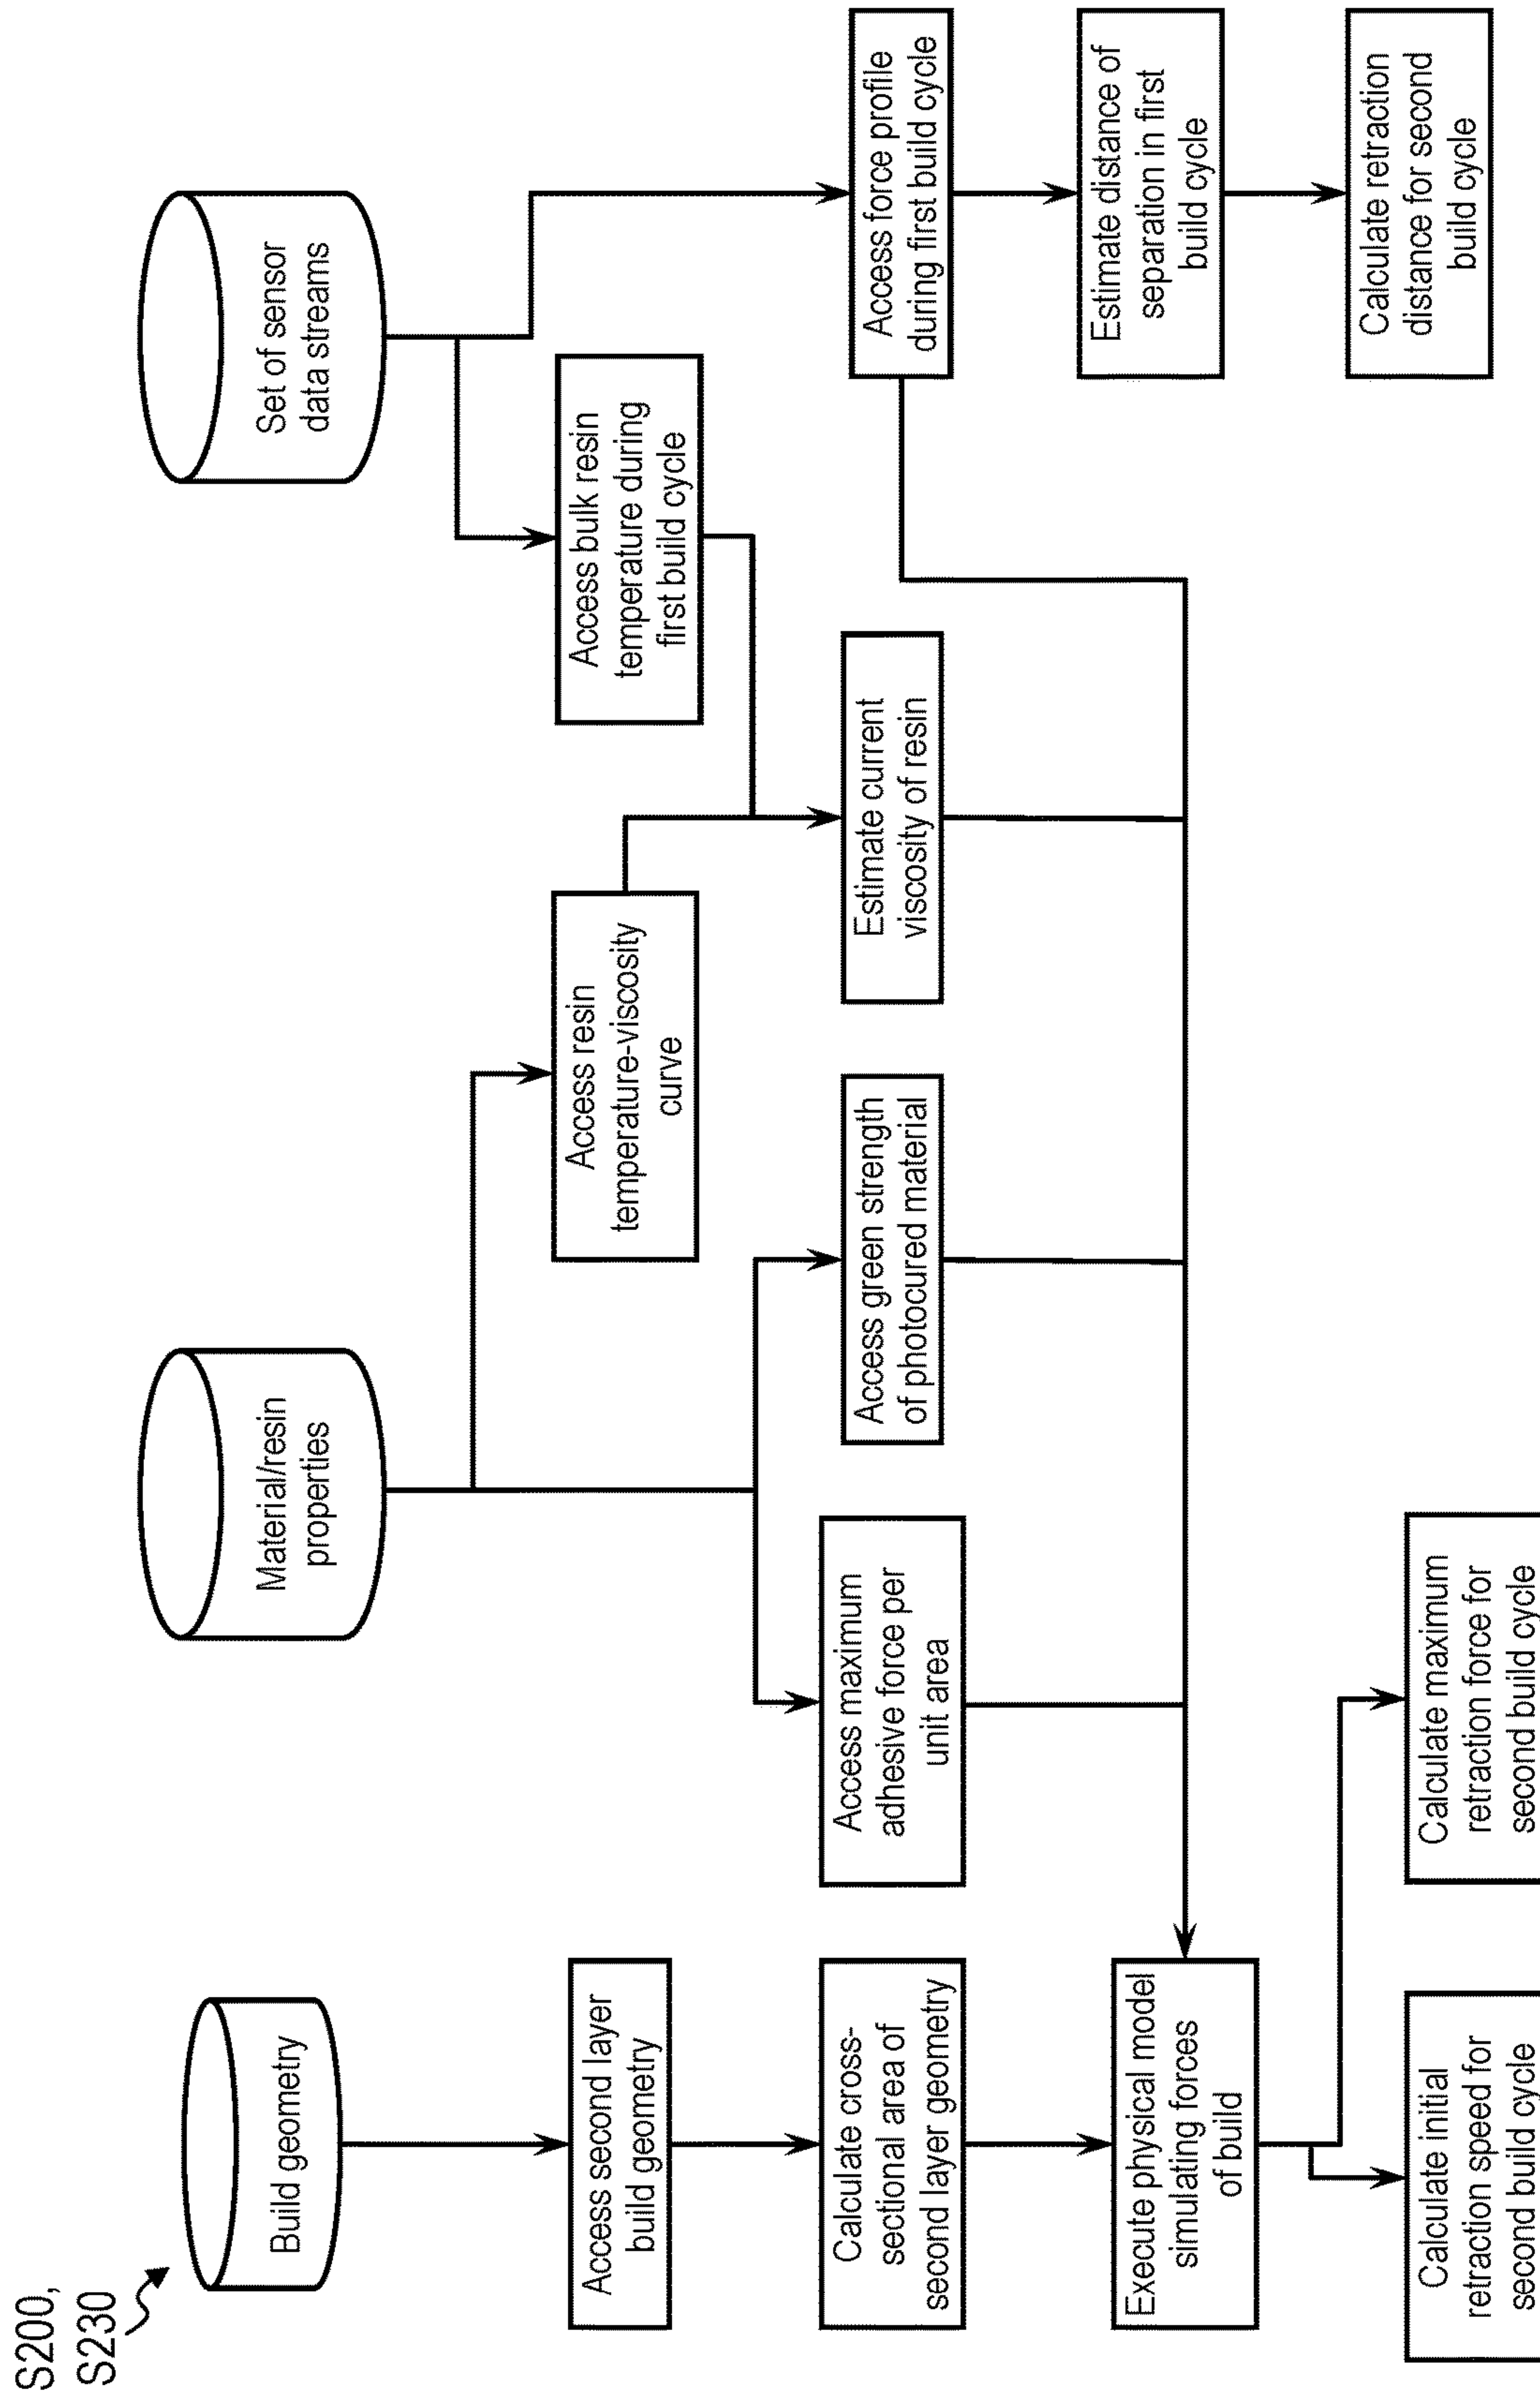 S200,
S230
Build geometry
Material/resin
properties
Set of sensor
data streams
Access second layer
build geometry
Access resin
temperature-viscosity
curve
Access bulk resin
temperature during
first build cycle
Calculate cross-
sectional area of
second layer geometry
Access maximum
adhesive force per
unit area
Access green strength
of photocured material
Estimate current
viscosity of resin
Access force profile
during first build cycle
Execute physical model
simulating forces
of build
Estimate distance of
separation in first
build cycle
Calculate initial
retraction speed for
second build cycle
Calculate maximum
retraction force for
second build cycle
Calculate retraction
distance for second
build cycle